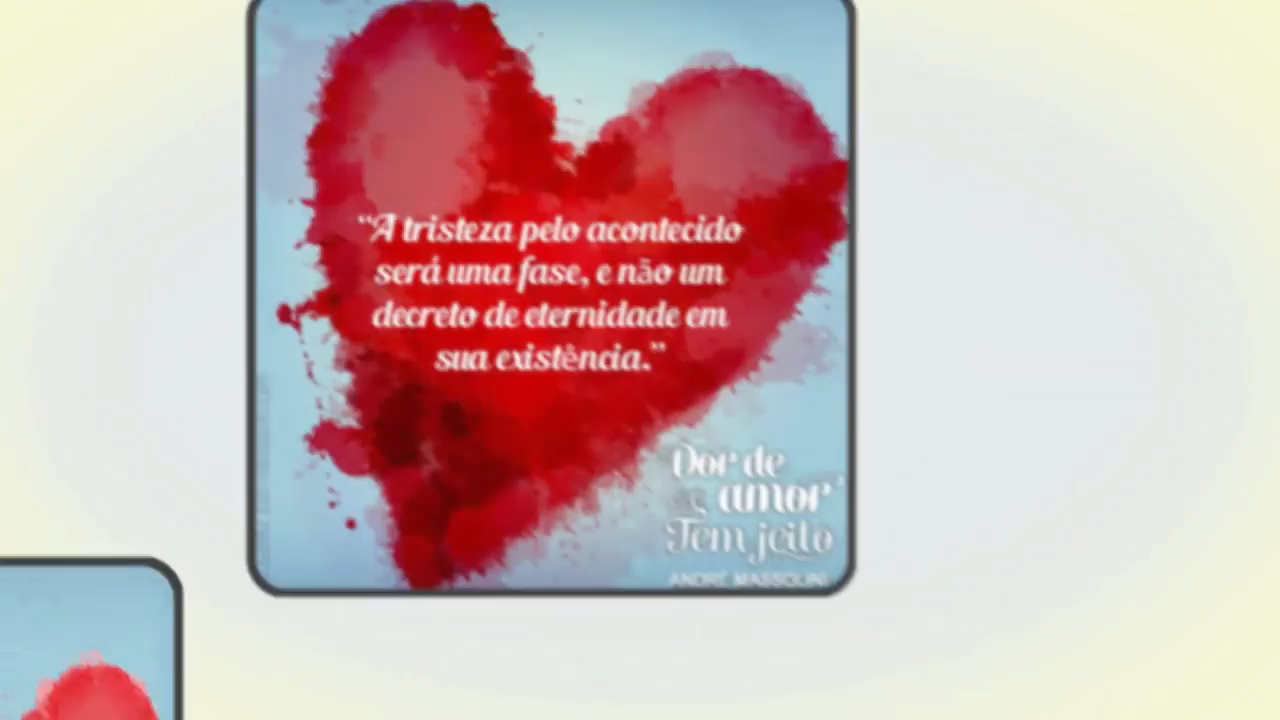 “A tristeza pelo acontecido
será uma fase, e não um
decreto de eternidade em
sua existência.”
Dor de
amor
Tem jeito
ANDRÉ MASSOLINI